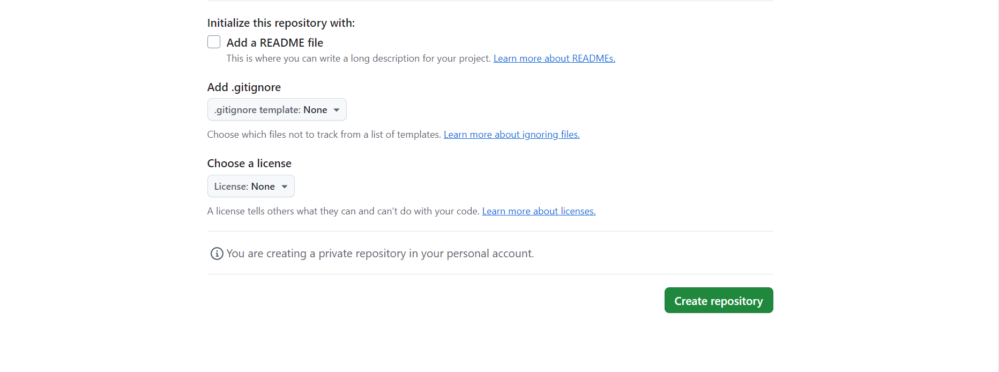 Initialize this repository with:
Add a README file
This is where you can write a long description for your project. Learn more about READMEs.
Add .gitignore
.gitignore template: None
Choose which files not to track from a list of templates. Learn more about ignoring files.
Choose a license
License: None
A license tells others what they can and can't do with your code. Learn more about licenses.
You are creating a private repository in your personal account.
Create repository